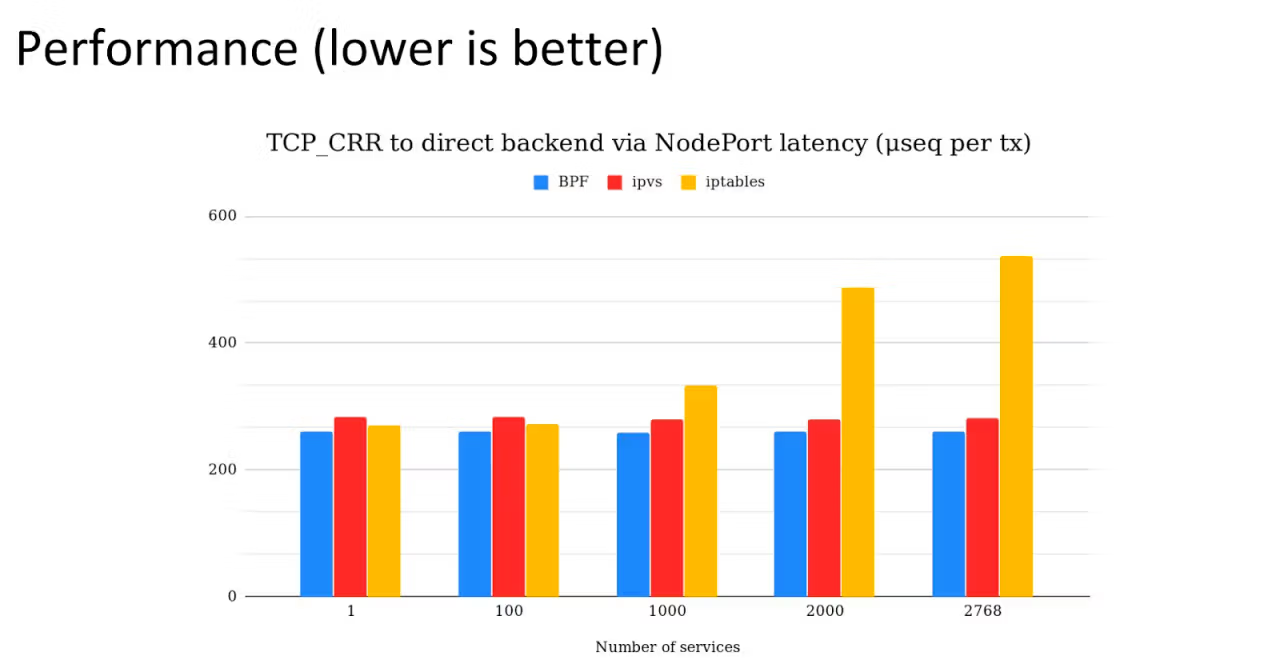 Performance (lower is better)
TCP_CRR to direct backend via NodePort latency (µseq per tx)
BPF ipvs iptables
600
400
200
0
1 100 1000 2000 2768
Number of services